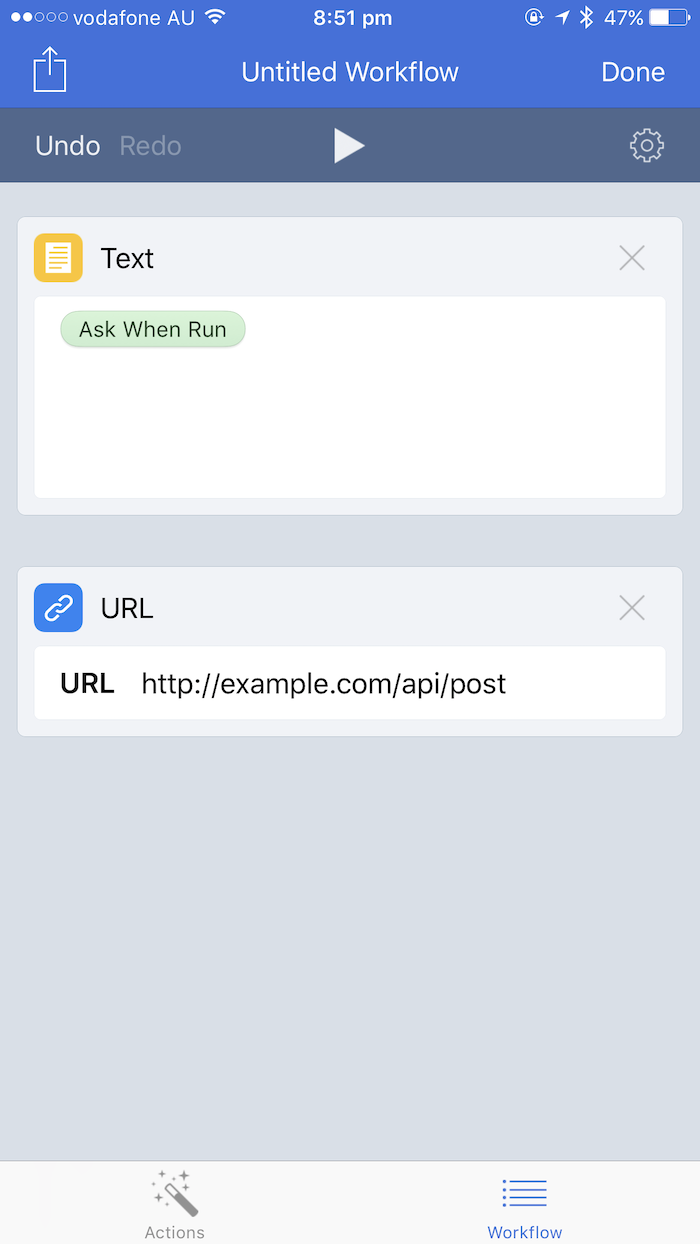 vodafone AU 8:51 pm 47%
Untitled Workflow Done
Undo Redo
Text
Ask When Run
URL
URL http://example.com/api/post
Actions Workflow